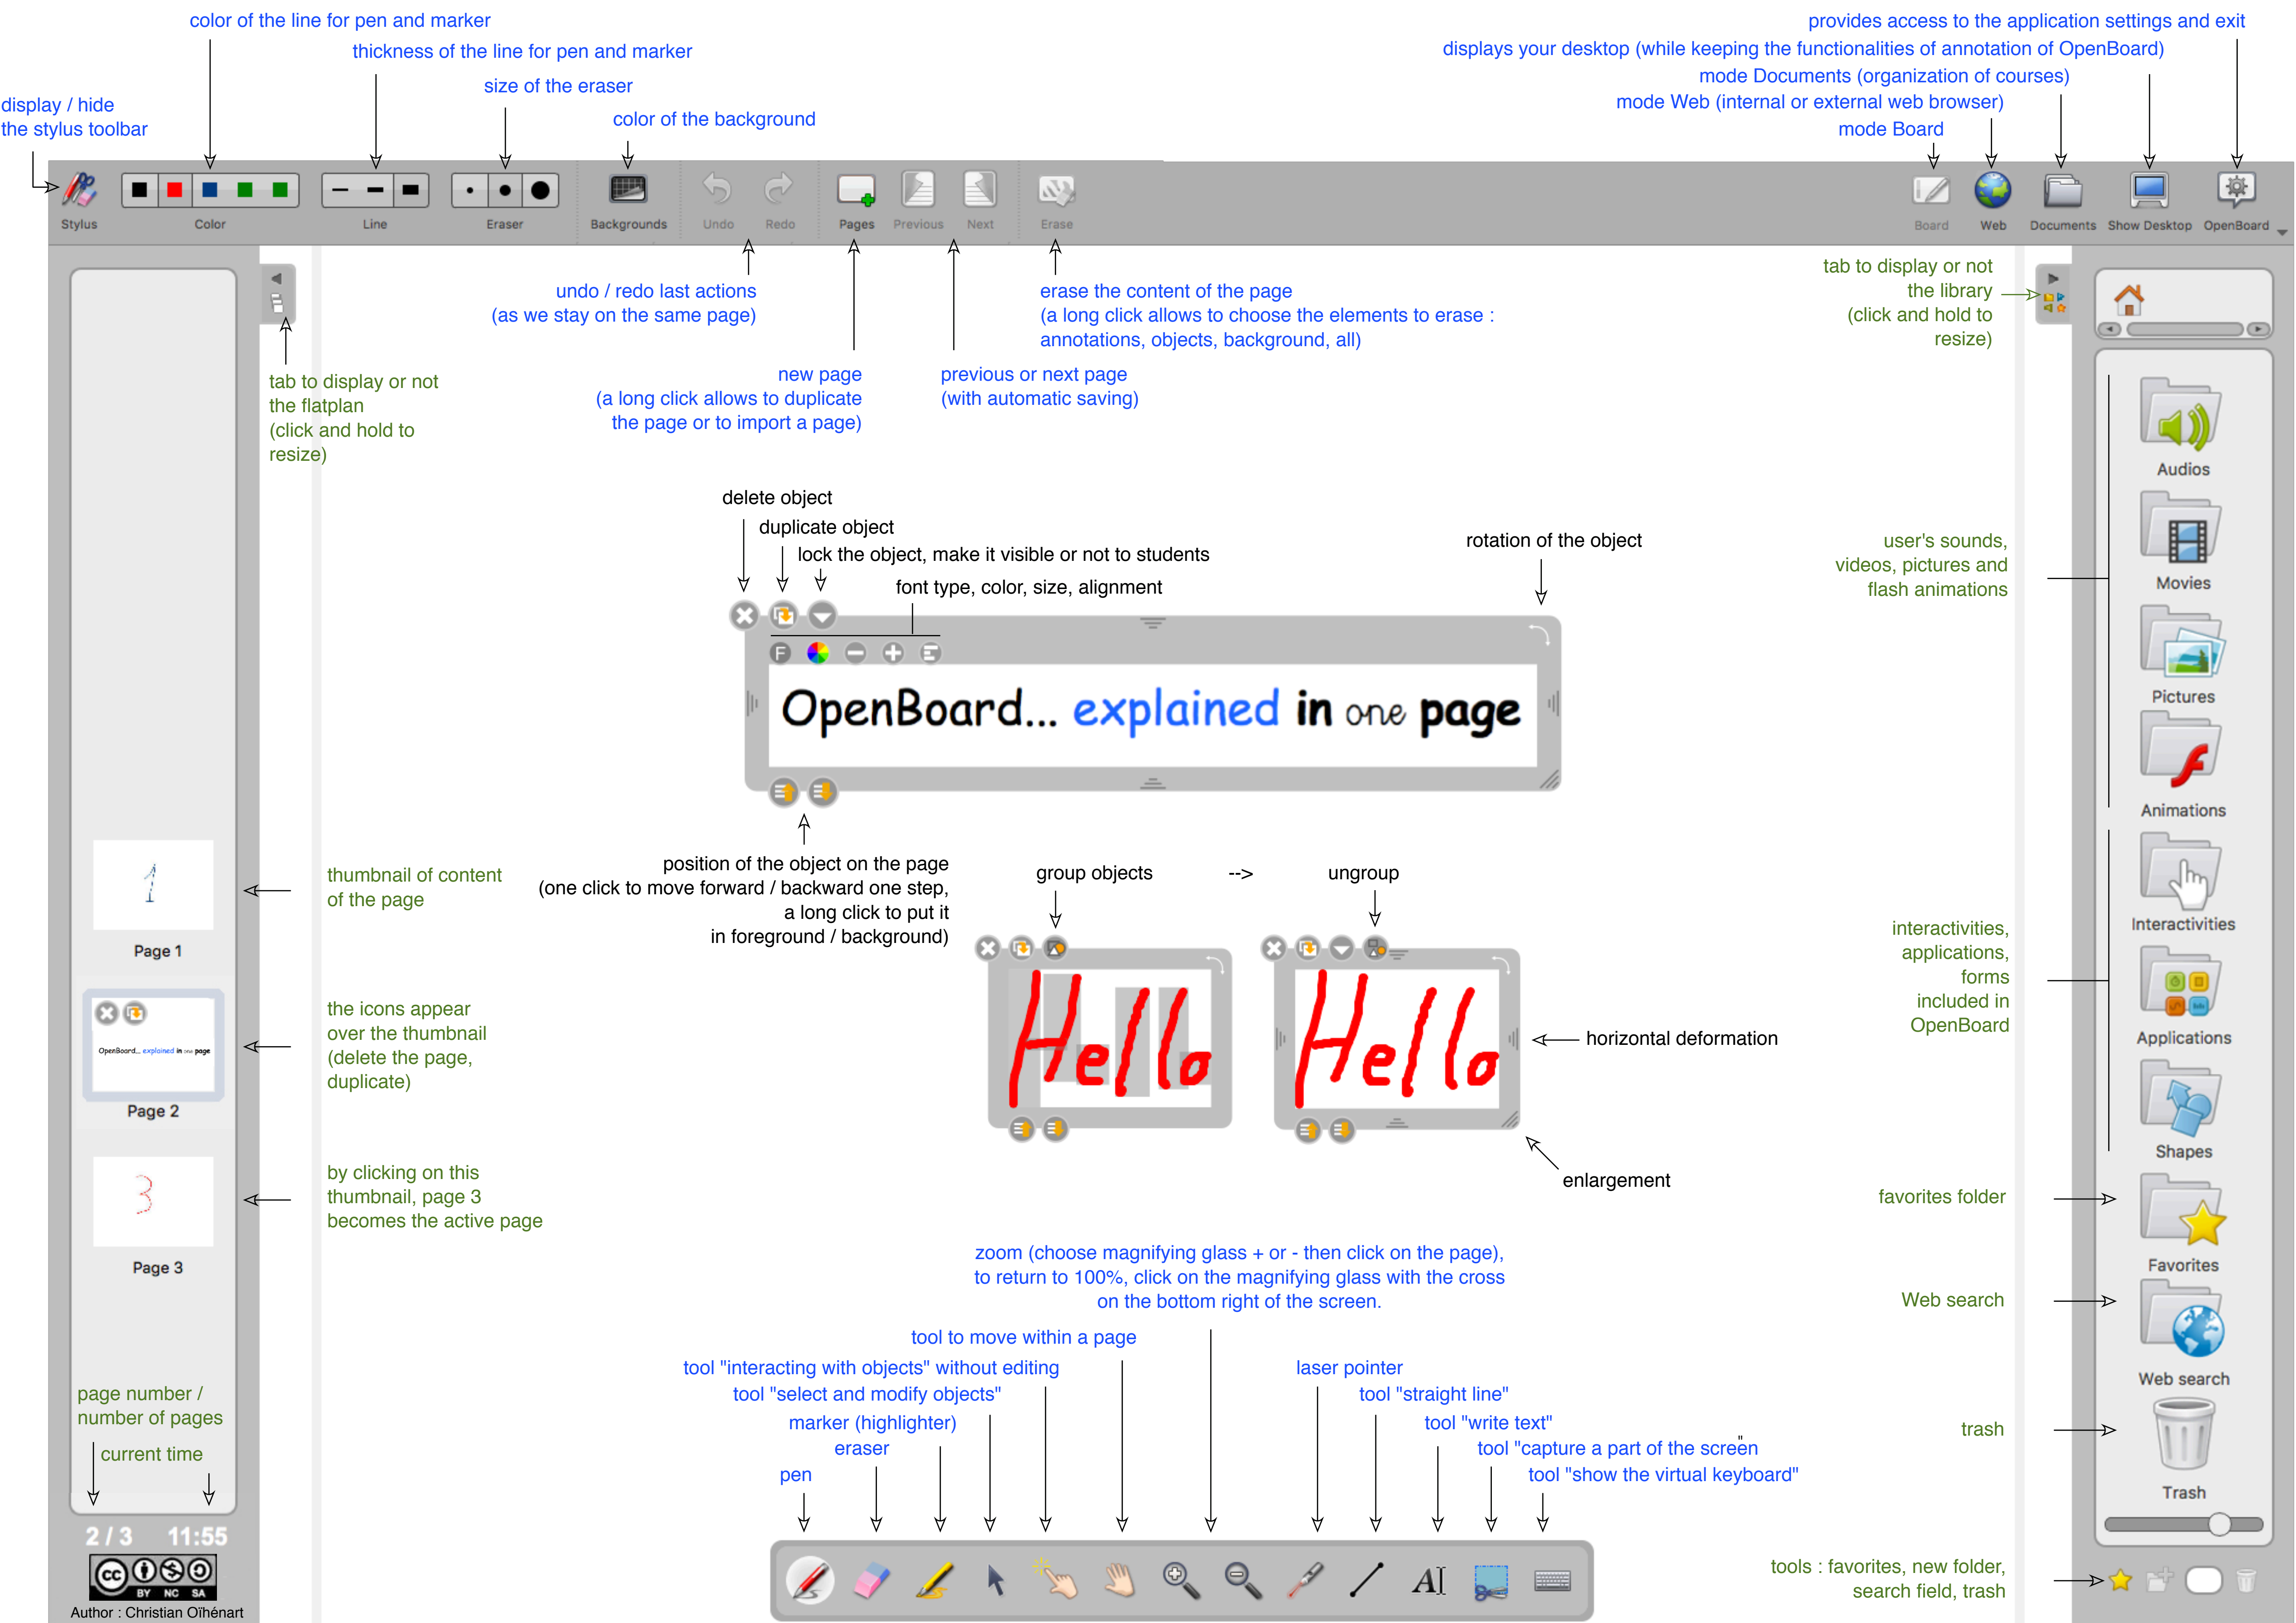 color of the line for pen and marker
thickness of the line for pen and marker
size of the eraser
color of the background
display / hide
the stylus toolbar
provides access to the application settings and exit
displays your desktop (while keeping the functionalities of annotation of OpenBoard)
mode Documents (organization of courses)
mode Web (internal or external web browser)
mode Board
Stylus
Color
Line
Eraser
Backgrounds
Undo
Redo
Pages
Previous
Next
Erase
Board
Web
Documents
Show Desktop
OpenBoard
undo / redo last actions
(as we stay on the same page)
new page
(a long click allows to duplicate
the page or to import a page)
previous or next page
(with automatic saving)
erase the content of the page
(a long click allows to choose the elements to erase :
annotations, objects, background, all)
tab to display or not
the library
(click and hold to
resize)
tab to display or not
the flatplan
(click and hold to
resize)
delete object
duplicate object
lock the object, make it visible or not to students
font type, color, size, alignment
rotation of the object
F
OpenBoard... explained in one page
position of the object on the page
(one click to move forward / backward one step,
a long click to put it
in foreground / background)
group objects
-->
ungroup
Hello
Hello
horizontal deformation
enlargement
1
Page 1
thumbnail of content
of the page
OpenBoard... explained in one page
Page 2
the icons appear
over the thumbnail
(delete the page,
duplicate)
3
Page 3
by clicking on this
thumbnail, page 3
becomes the active page
page number /
number of pages
current time
2 / 3
11:55
cc
BY NC SA
Author : Christian Oïhénart
user's sounds,
videos, pictures and
flash animations
Audios
Movies
Pictures
Animations
interactivities,
applications,
forms
included in
OpenBoard
Interactivities
Applications
Shapes
favorites folder
Favorites
Web search
Web search
trash
Trash
tools : favorites, new folder,
search field, trash
zoom (choose magnifying glass + or - then click on the page),
to return to 100%, click on the magnifying glass with the cross
on the bottom right of the screen.
tool to move within a page
tool "interacting with objects" without editing
tool "select and modify objects"
marker (highlighter)
eraser
pen
laser pointer
tool "straight line"
tool "write text"
tool "capture a part of the screen"
tool "show the virtual keyboard"
A